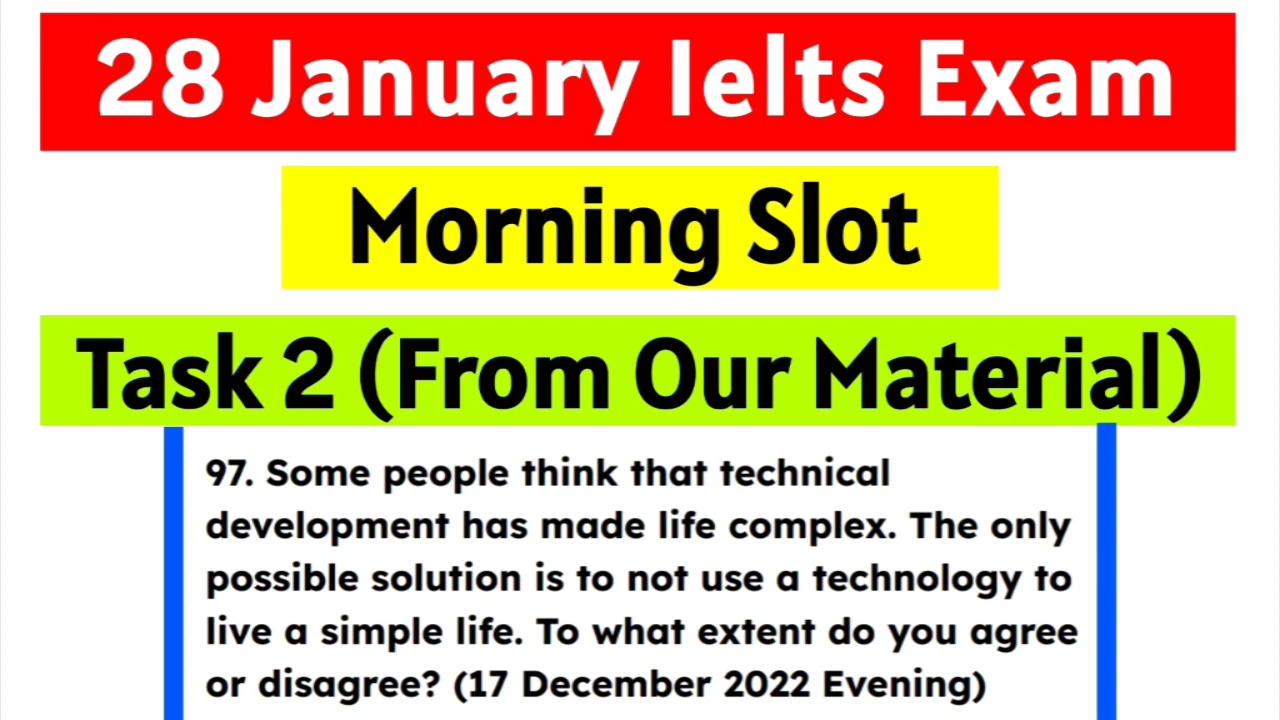 28 January Ielts Exam
Morning Slot
Task 2 (From Our Material)
97. Some people think that technical
development has made life complex. The only
possible solution is to not use a technology to
live a simple life. To what extent do you agree
or disagree? (17 December 2022 Evening)